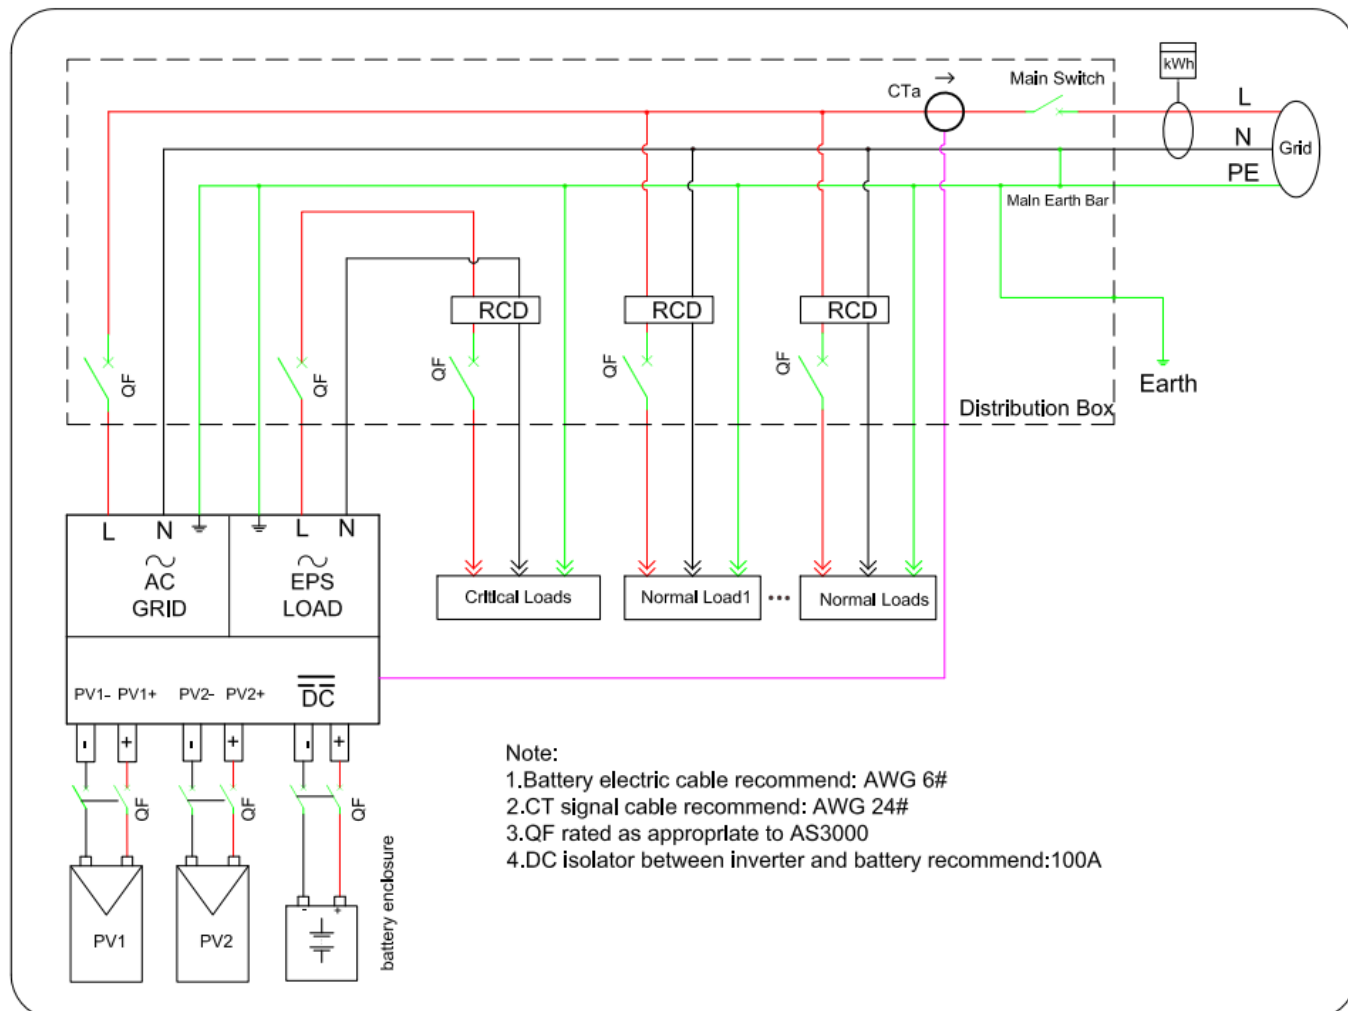 kWh
Main Switch
CTa
L
N
Grid
PE
Main Earth Bar
RCD
RCD
RCD
QF
QF
QF
QF
QF
Earth
Distribution Box
L
N
L
N
AC
GRID
EPS
LOAD
Critical Loads
Normal Load1
...
Normal Loads
PV1-
PV1+
PV2-
PV2+
DC
-
+
-
+
-
+
QF
QF
QF
PV1
PV2
-
+
battery enclosure
Note:
1.Battery electric cable recommend: AWG 6#
2.CT signal cable recommend: AWG 24#
3.QF rated as appropriate to AS3000
4.DC isolator between inverter and battery recommend:100A